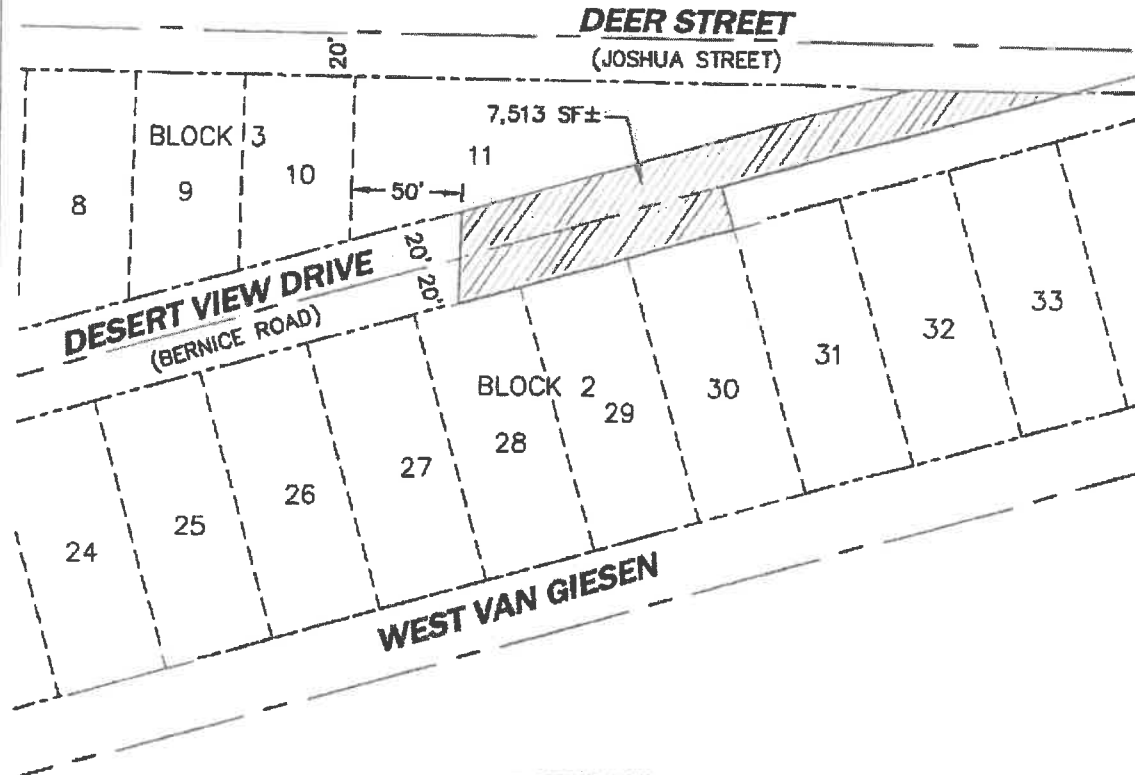 DEER STREET
(JOSHUA STREET)
20'
7,513 SF±
BLOCK 3
8
9
10
11
50'
20'
20'
DESERT VIEW DRIVE
(BERNICE ROAD)
BLOCK 2
24
25
26
27
28
29
30
31
32
33
WEST VAN GIESEN